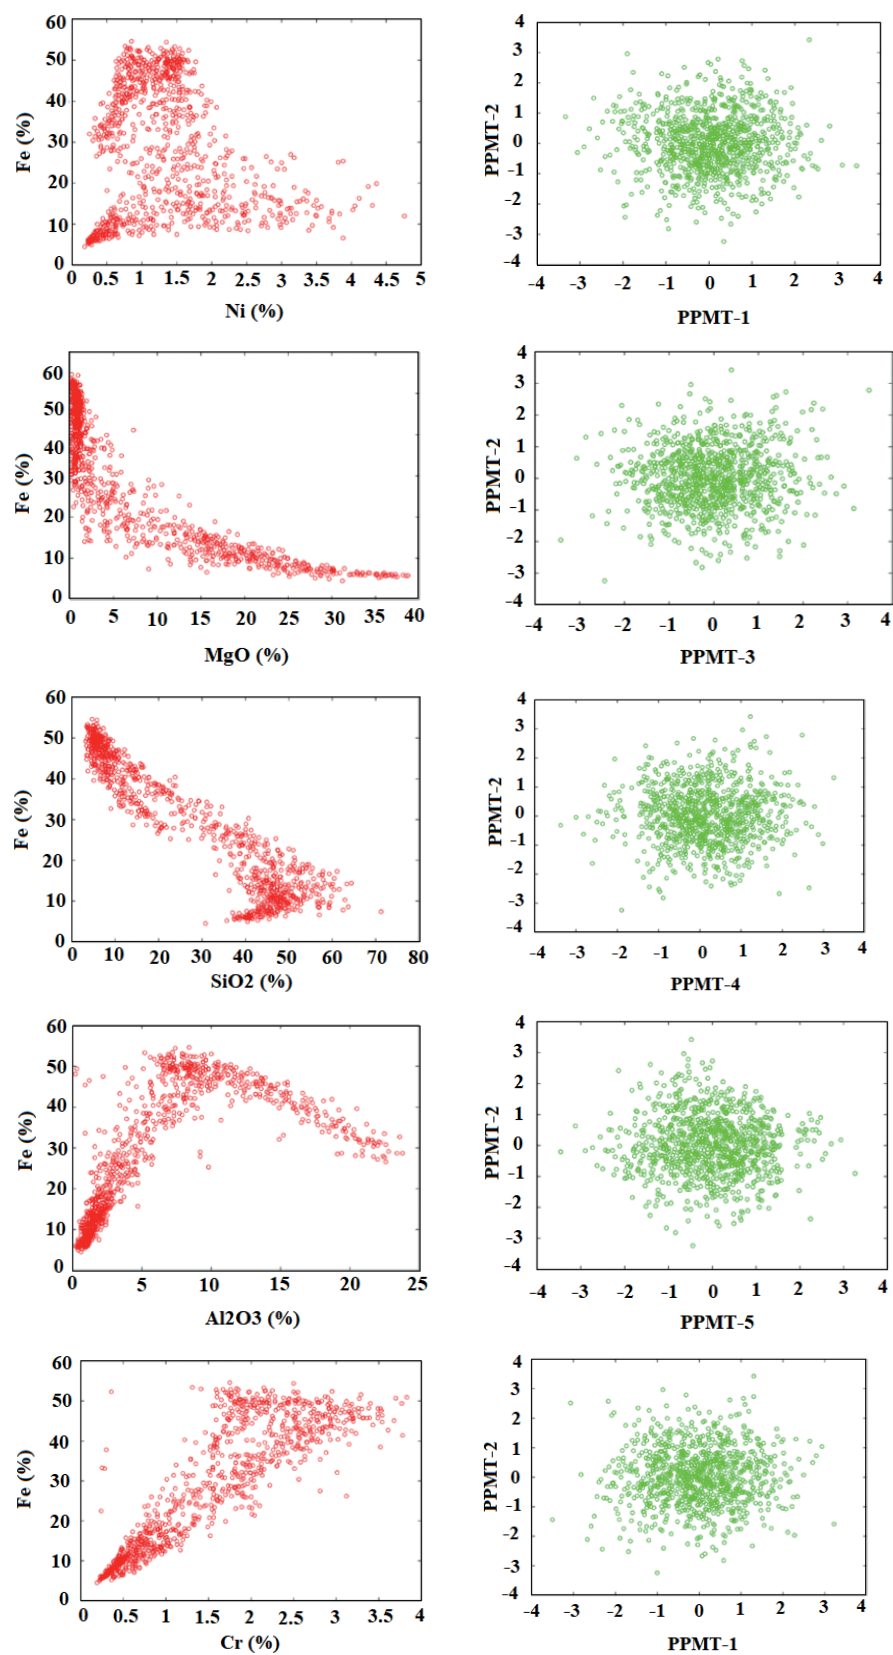 60
50
40
30
20
10
0
Fe (%)
0.5 1 1.5 2 2.5 3 3.5 4 4.5 5
Ni (%)
4
3
2
1
0
-1
-2
-3
-4
PPMT-2
-4 -3 -2 -1 0 1 2 3 4
PPMT-1
60
50
40
30
20
10
0
Fe (%)
0 5 10 15 20 25 30 35 40
MgO (%)
4
3
2
1
0
-1
-2
-3
-4
PPMT-2
-4 -3 -2 -1 0 1 2 3 4
PPMT-3
60
50
40
30
20
10
0
Fe (%)
0 10 20 30 40 50 60 70 80
SiO2 (%)
4
3
2
1
0
-1
-2
-3
-4
PPMT-2
-4 -3 -2 -1 0 1 2 3 4
PPMT-4
60
50
40
30
20
10
0
Fe (%)
0 5 10 15 20 25
Al2O3 (%)
4
3
2
1
0
-1
-2
-3
-4
PPMT-2
-4 -3 -2 -1 0 1 2 3 4
PPMT-5
60
50
40
30
20
10
0
Fe (%)
0 0.5 1 1.5 2 2.5 3 3.5 4
Cr (%)
4
3
2
1
0
-1
-2
-3
-4
PPMT-2
-4 -3 -2 -1 0 1 2 3 4
PPMT-1